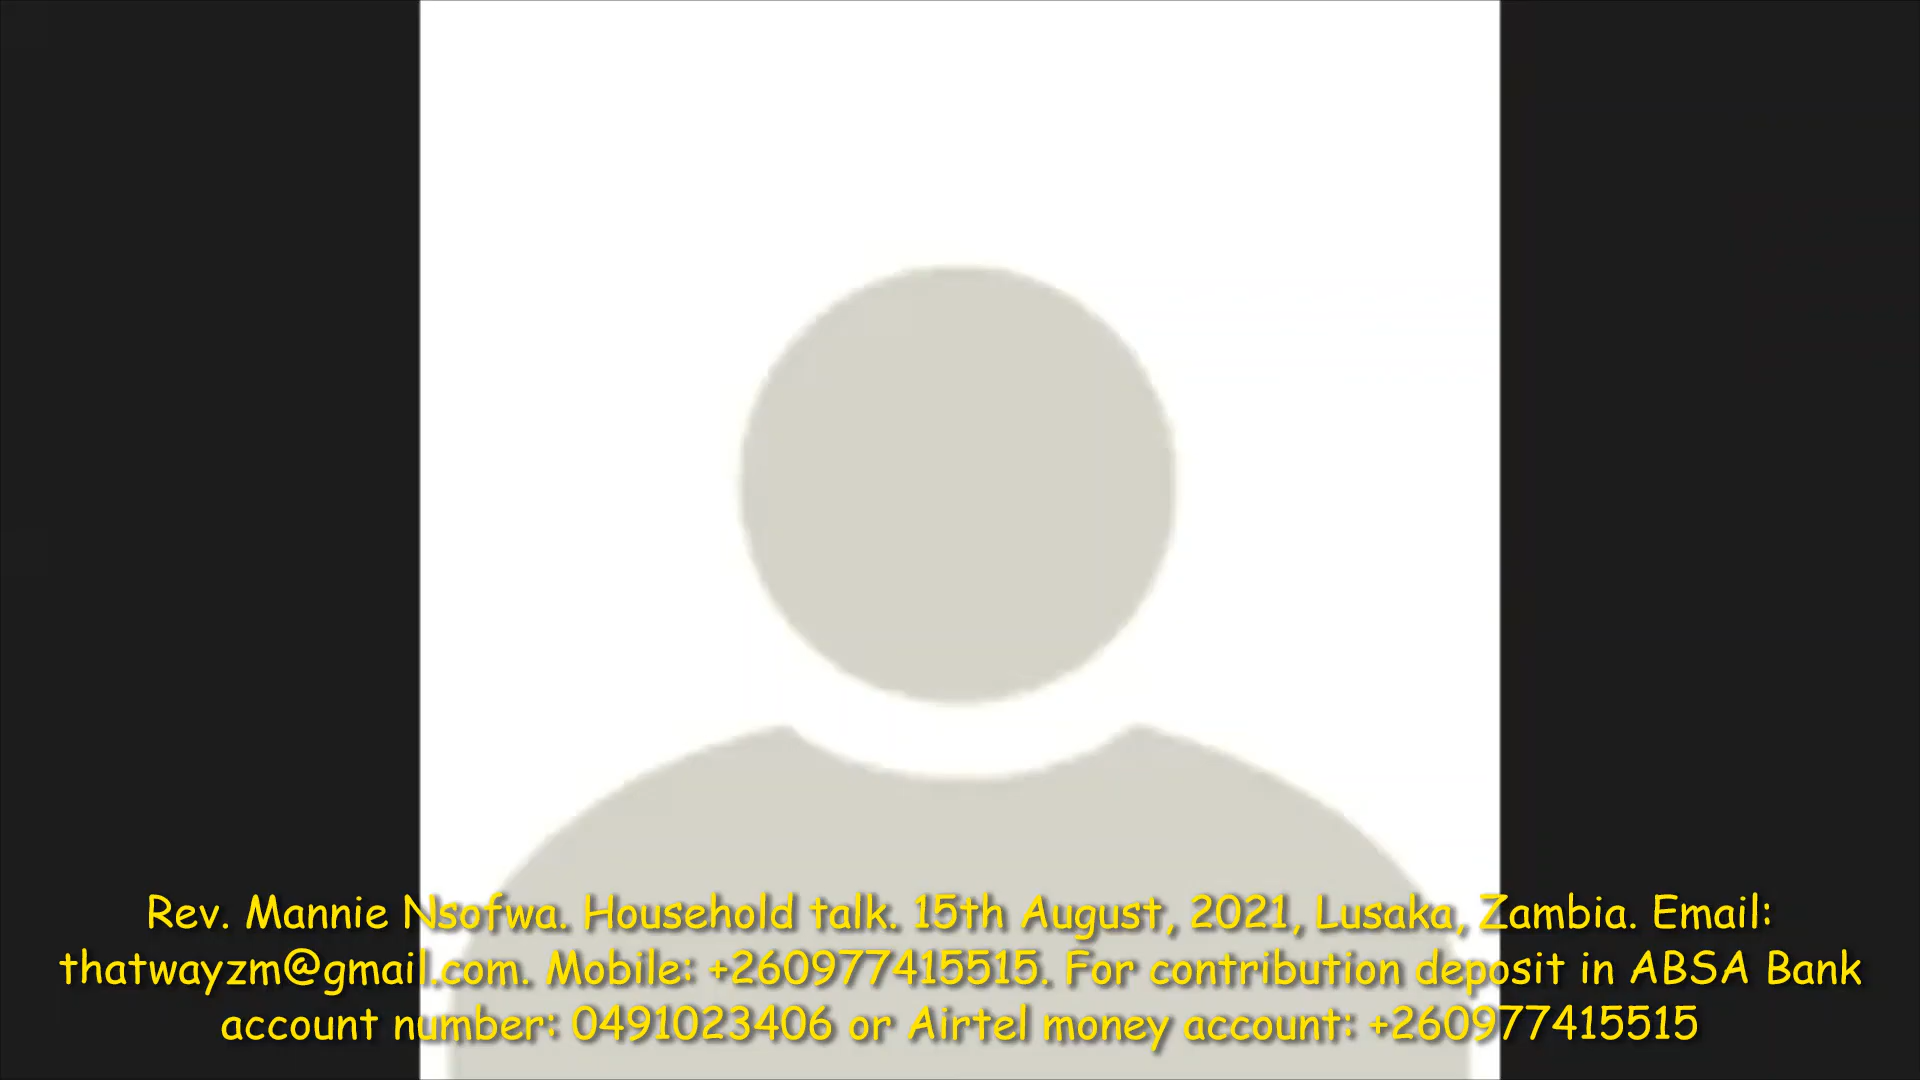 Rev. Mannie Nsofwa. Household talk. 15th August, 2021, Lusaka, Zambia. Email:
thatwayzm@gmail.com. Mobile: +260977415515. For contribution deposit in ABSA Bank
account number: 0491023406 or Airtel money account: +260977415515